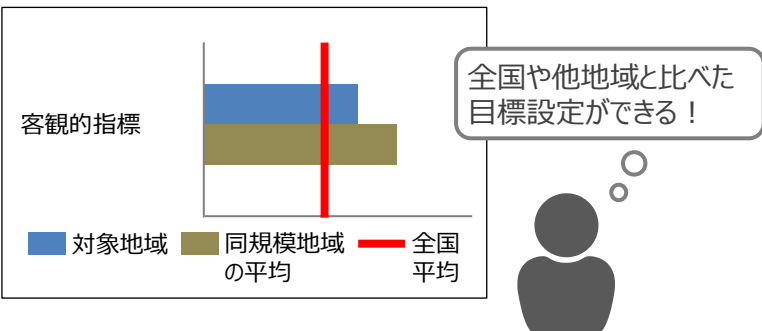 全国や他地域と比べた
目標設定ができる！
客観的指標
対象地域
同規模地域
の平均
全国
平均